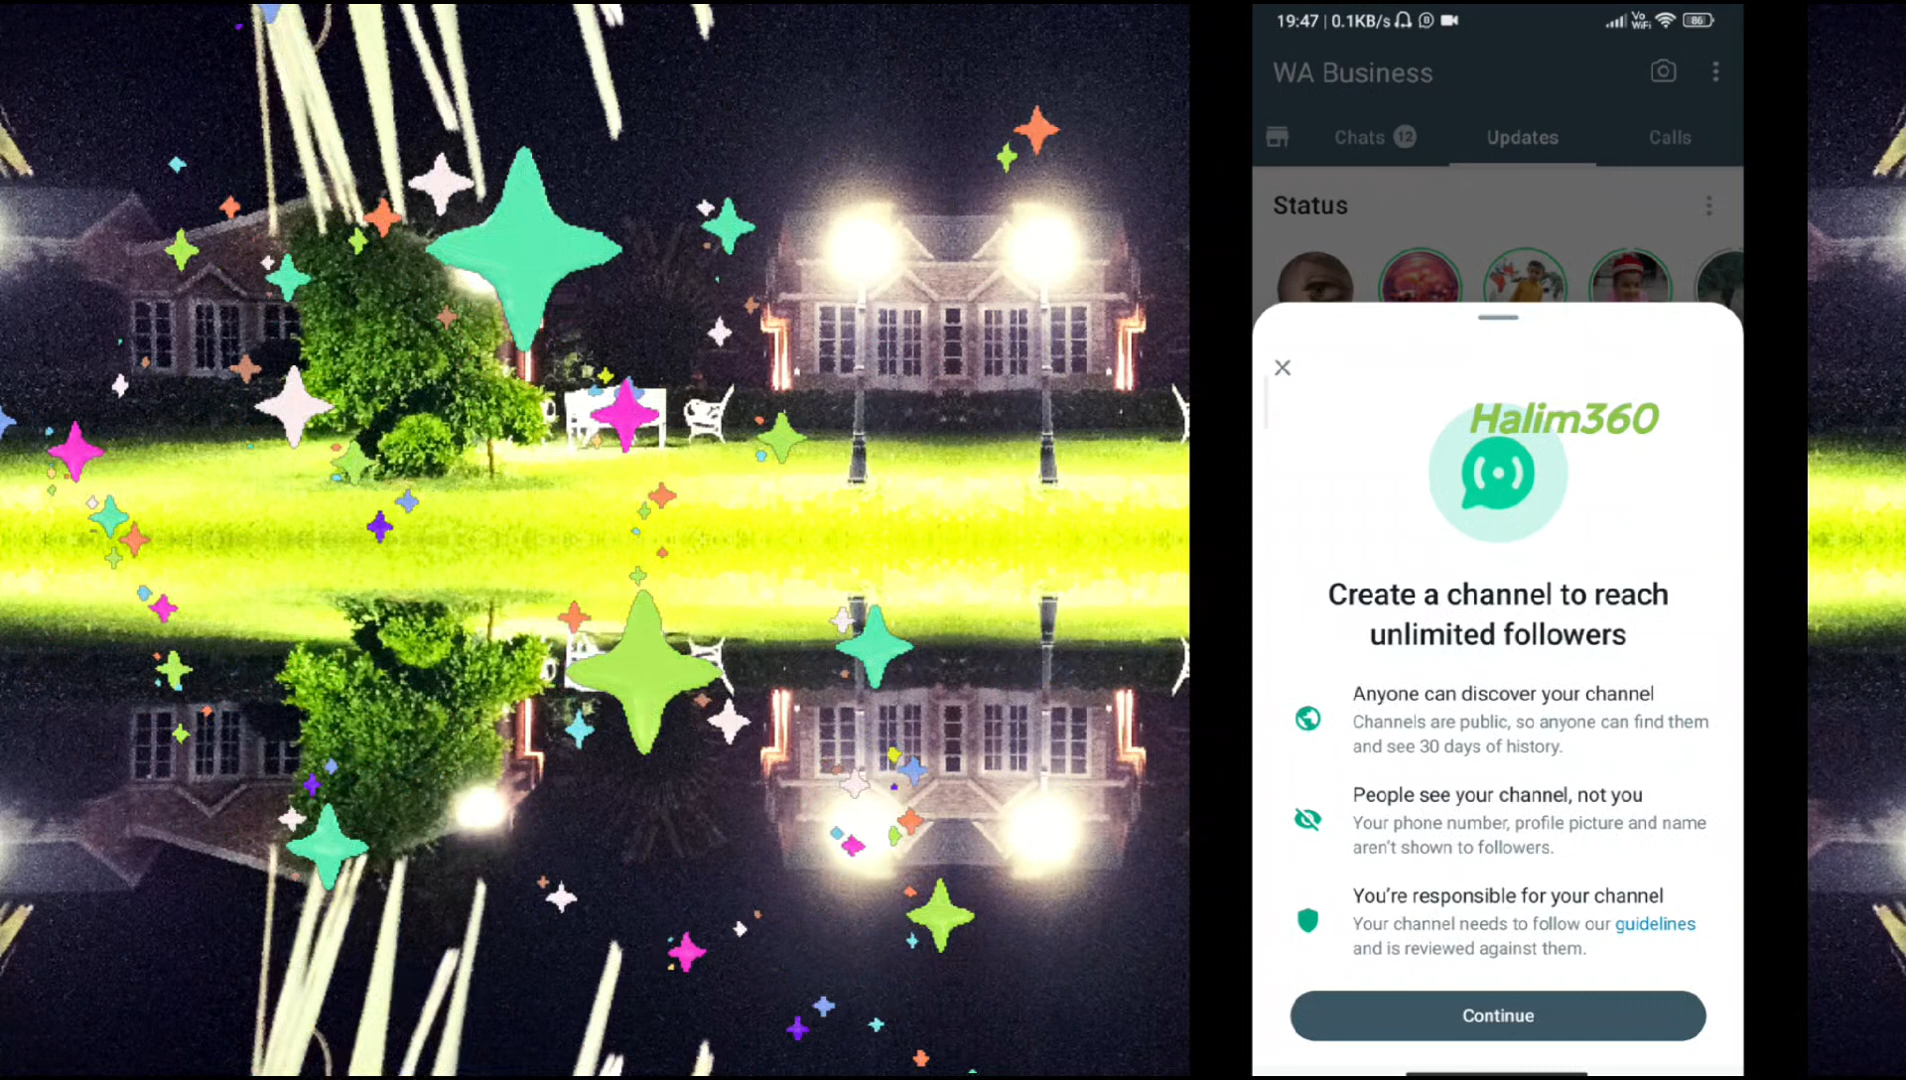 19:47 | 0.1KB/s
Vo
WiFi
86
WA Business
Chats 12
Updates
Calls
Status
Halim360
Create a channel to reach
unlimited followers
Anyone can discover your channel
Channels are public, so anyone can find them
and see 30 days of history.
People see your channel, not you
Your phone number, profile picture and name
aren't shown to followers.
You're responsible for your channel
Your channel needs to follow our guidelines
and is reviewed against them.
Continue